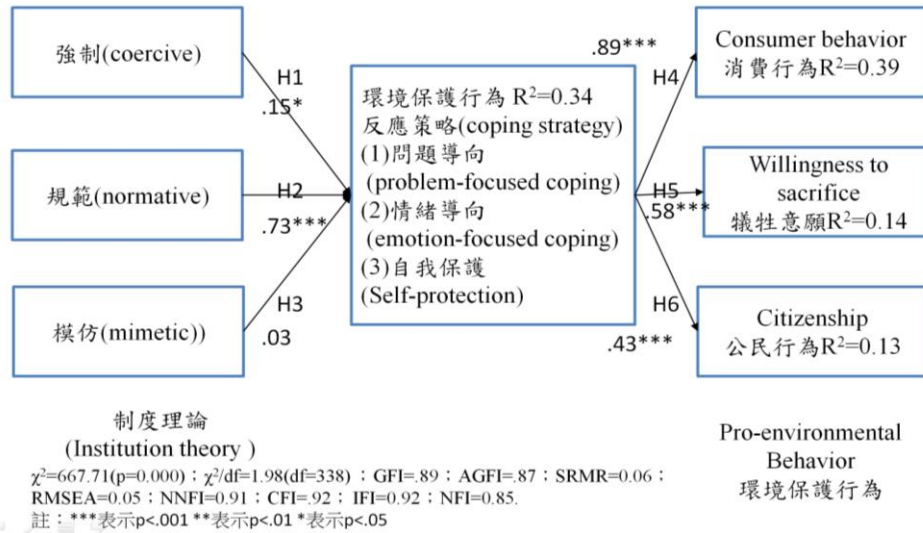 強制(coercive)
H1
.15*
規範(normative)
H2
.73***
模仿(mimetic))
H3
.03
制度理論
(Institution theory )
環境保護行為 R²=0.34
反應策略(coping strategy)
(1)問題導向
(problem-focused coping)
(2)情緒導向
(emotion-focused coping)
(3)自我保護
(Self-protection)
.89***
H4
Consumer behavior
消費行為R²=0.39
H5
.58***
Willingness to
sacrifice
犠牲意願R²=0.14
H6
.43***
Citizenship
公民行為R²=0.13
Pro-environmental
Behavior
環境保護行為
χ²=667.71(p=0.000)；χ²/df=1.98(df=338)；GFI=.89；AGFI=.87；SRMR=0.06；
RMSEA=0.05；NNFI=0.91；CFI=.92；IFI=0.92；NFI=0.85.
註：***表示p<.001 **表示p<.01 *表示p<.05